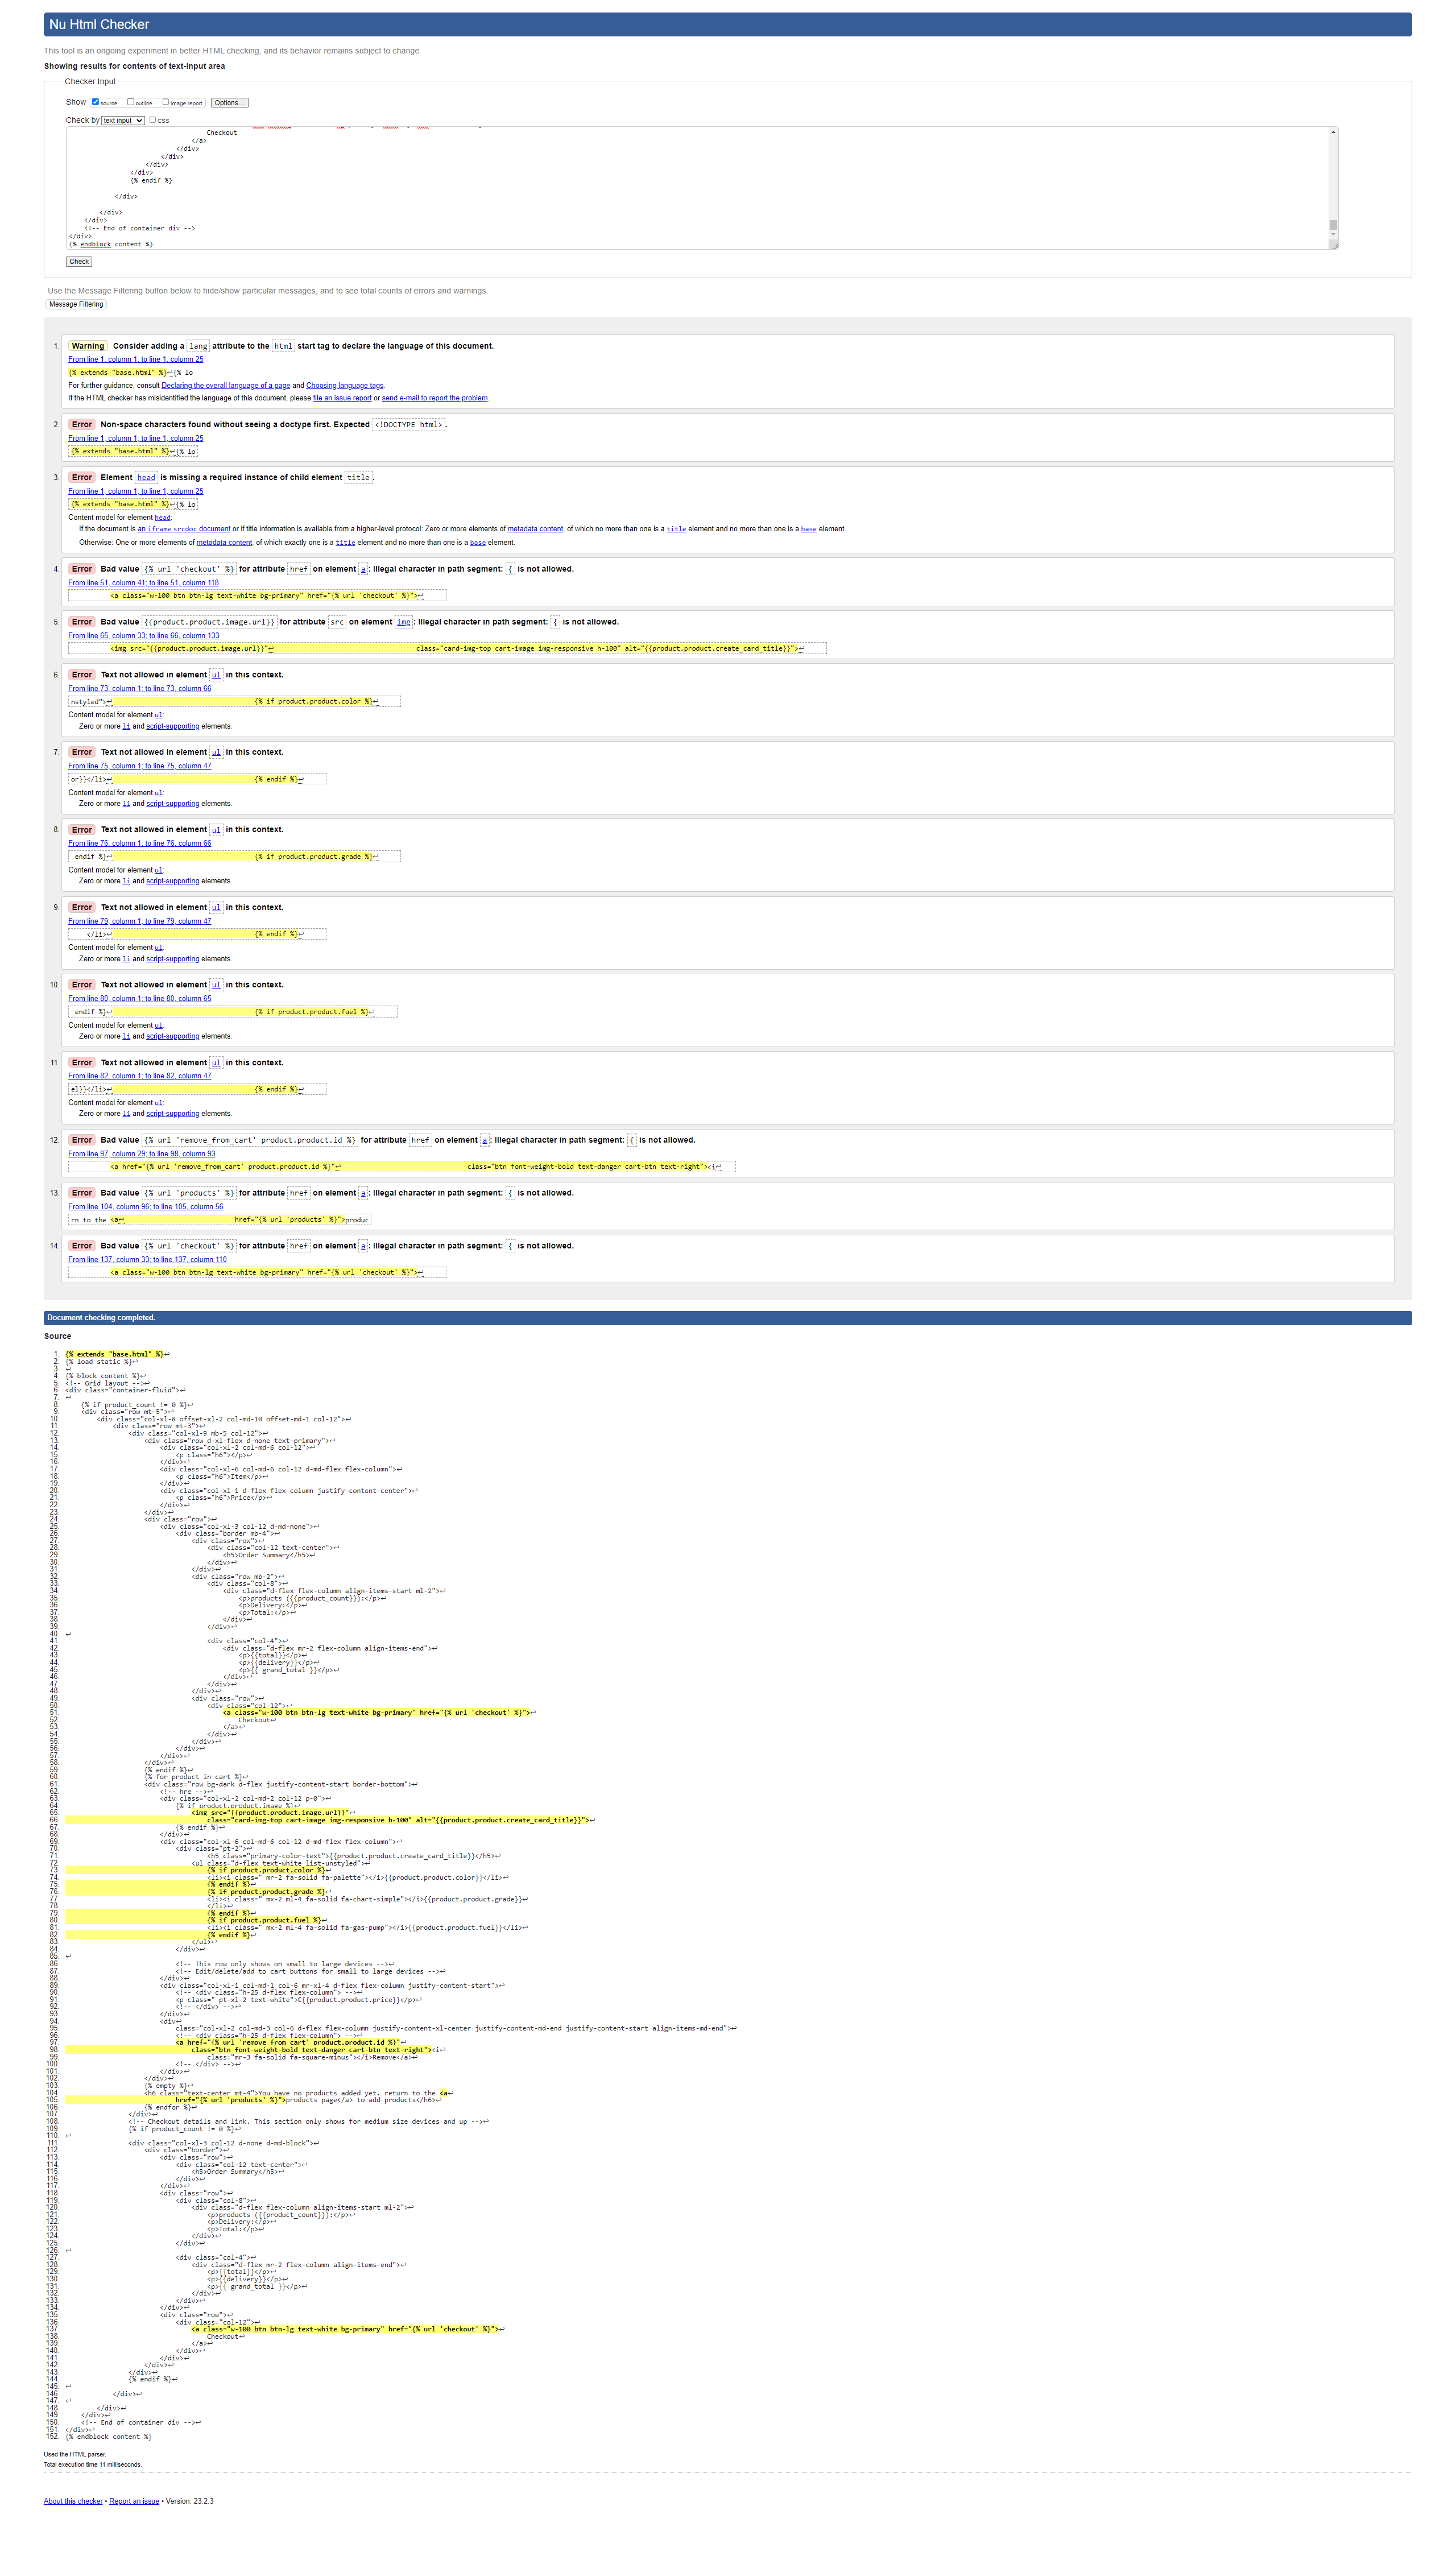 Nu Html Checker
This tool is an ongoing experiment in better HTML checking, and its behavior remains subject to change
Showing results for contents of text-input area
Checker Input
Show source outline image report Options...
Check by text input css
Checkout
</a>
</div>
</div>
</div>
</div>
{% endif %}
</div>
</div>
</div>
<!-- End of container div -->
</div>
{% endblock content %}
Check
Use the Message Filtering button below to hide/show particular messages, and to see total counts of errors and warnings.
Message Filtering
1. Warning Consider adding a lang attribute to the html start tag to declare the language of this document.
From line 1, column 1; to line 1, column 25
{% extends "base.html" %}↩{% lo
For further guidance, consult Declaring the overall language of a page and Choosing language tags.
If the HTML checker has misidentified the language of this document, please file an issue report or send e-mail to report the problem.
2. Error Non-space characters found without seeing a doctype first. Expected <!DOCTYPE html>.
From line 1, column 1; to line 1, column 25
{% extends "base.html" %}↩{% lo
3. Error Element head is missing a required instance of child element title.
From line 1, column 1; to line 1, column 25
{% extends "base.html" %}↩{% lo
Content model for element head:
If the document is an iframe srcdoc document or if title information is available from a higher-level protocol: Zero or more elements of metadata content, of which no more than one is a title element and no more than one is a base element.
Otherwise: One or more elements of metadata content, of which exactly one is a title element and no more than one is a base element.
4. Error Bad value {% url 'checkout' %} for attribute href on element a: Illegal character in path segment: { is not allowed.
From line 51, column 41; to line 51, column 118
<a class="w-100 btn btn-lg text-white bg-primary" href="{% url 'checkout' %}">↩
5. Error Bad value {{product.product.image.url}} for attribute src on element img: Illegal character in path segment: { is not allowed.
From line 65, column 33; to line 66, column 133
<img src="{{product.product.image.url}}"↩ class="card-img-top cart-image img-responsive h-100" alt="{{product.product.create_card_title}}">↩
6. Error Text not allowed in element ul in this context.
From line 73, column 1; to line 73, column 66
nstyled">↩ {% if product.product.color %}↩
Content model for element ul:
Zero or more li and script-supporting elements.
7. Error Text not allowed in element ul in this context.
From line 75, column 1; to line 75, column 47
or}}</li>↩ {% endif %}↩
Content model for element ul:
Zero or more li and script-supporting elements.
8. Error Text not allowed in element ul in this context.
From line 76, column 1; to line 76, column 66
endif %}↩ {% if product.product.grade %}↩
Content model for element ul:
Zero or more li and script-supporting elements.
9. Error Text not allowed in element ul in this context.
From line 79, column 1; to line 79, column 47
</li>↩ {% endif %}↩
Content model for element ul:
Zero or more li and script-supporting elements.
10. Error Text not allowed in element ul in this context.
From line 80, column 1; to line 80, column 65
endif %}↩ {% if product.product.fuel %}↩
Content model for element ul:
Zero or more li and script-supporting elements.
11. Error Text not allowed in element ul in this context.
From line 82, column 1; to line 82, column 47
el}}</li>↩ {% endif %}↩
Content model for element ul:
Zero or more li and script-supporting elements.
12. Error Bad value {% url 'remove_from_cart' product.product.id %} for attribute href on element a: Illegal character in path segment: { is not allowed.
From line 97, column 29; to line 98, column 93
<a href="{% url 'remove_from_cart' product.product.id %}"↩ class="btn font-weight-bold text-danger cart-btn text-right"><i↩
13. Error Bad value {% url 'products' %} for attribute href on element a: Illegal character in path segment: { is not allowed.
From line 104, column 96; to line 105, column 56
rn to the <a↩ href="{% url 'products' %}">produc
14. Error Bad value {% url 'checkout' %} for attribute href on element a: Illegal character in path segment: { is not allowed.
From line 137, column 33; to line 137, column 110
<a class="w-100 btn btn-lg text-white bg-primary" href="{% url 'checkout' %}">↩
Document checking completed.
Source
1. {% extends "base.html" %}↩
2. {% load static %}↩
3. ↩
4. {% block content %}↩
5. <!-- Grid layout -->↩
6. <div class="container-fluid">↩
7. ↩
8. {% if product_count != 0 %}↩
9. <div class="row mt-5">↩
10. <div class="col-xl-8 offset-xl-2 col-md-10 offset-md-1 col-12">↩
11. <div class="row mt-3">↩
12. <div class="col-xl-9 mb-5 col-12">↩
13. <div class="row d-xl-flex d-none text-primary">↩
14. <div class="col-xl-2 col-md-6 col-12">↩
15. <p class="h6"></p>↩
16. </div>↩
17. <div class="col-xl-6 col-md-6 col-12 d-md-flex flex-column">↩
18. <p class="h6">Item</p>↩
19. </div>↩
20. <div class="col-xl-1 d-flex flex-column justify-content-center">↩
21. <p class="h6">Price</p>↩
22. </div>↩
23. </div>↩
24. <div class="row">↩
25. <div class="col-xl-3 col-12 d-md-none">↩
26. <div class="border mb-4">↩
27. <div class="row">↩
28. <div class="col-12 text-center">↩
29. <h5>Order Summary</h5>↩
30. </div>↩
31. </div>↩
32. <div class="row mb-2">↩
33. <div class="col-8">↩
34. <div class="d-flex flex-column align-items-start ml-2">↩
35. <p>products ({{product_count}}):</p>↩
36. <p>Delivery:</p>↩
37. <p>Total:</p>↩
38. </div>↩
39. </div>↩
40. ↩
41. <div class="col-4">↩
42. <div class="d-flex mr-2 flex-column align-items-end">↩
43. <p>{{total}}</p>↩
44. <p>{{delivery}}</p>↩
45. <p>{{ grand_total }}</p>↩
46. </div>↩
47. </div>↩
48. </div>↩
49. <div class="row">↩
50. <div class="col-12">↩
51. <a class="w-100 btn btn-lg text-white bg-primary" href="{% url 'checkout' %}">↩
52. Checkout↩
53. </a>↩
54. </div>↩
55. </div>↩
56. </div>↩
57. </div>↩
58. </div>↩
59. {% endif %}↩
60. {% for product in cart %}↩
61. <div class="row bg-dark d-flex justify-content-start border-bottom">↩
62. <!-- hre -->↩
63. <div class="col-xl-2 col-md-2 col-12 p-0">↩
64. {% if product.product.image %}↩
65. <img src="{{product.product.image.url}}"↩
66. class="card-img-top cart-image img-responsive h-100" alt="{{product.product.create_card_title}}">↩
67. {% endif %}↩
68. </div>↩
69. <div class="col-xl-6 col-md-6 col-12 d-md-flex flex-column">↩
70. <div class="pt-2">↩
71. <h5 class="primary-color-text">{{product.product.create_card_title}}</h5>↩
72. <ul class="d-flex text-white list-unstyled">↩
73. {% if product.product.color %}↩
74. <li><i class=" mr-2 fa-solid fa-palette"></i>{{product.product.color}}</li>↩
75. {% endif %}↩
76. {% if product.product.grade %}↩
77. <li><i class=" mx-2 ml-4 fa-solid fa-chart-simple"></i>{{product.product.grade}}↩
78. </li>↩
79. {% endif %}↩
80. {% if product.product.fuel %}↩
81. <li><i class=" mx-2 ml-4 fa-solid fa-gas-pump"></i>{{product.product.fuel}}</li>↩
82. {% endif %}↩
83. </ul>↩
84. </div>↩
85. ↩
86. <!-- This row only shows on small to large devices -->↩
87. <!-- Edit/delete/add to cart buttons for small to large devices -->↩
88. </div>↩
89. <div class="col-xl-1 col-md-1 col-6 mr-xl-4 d-flex flex-column justify-content-start">↩
90. <!-- <div class="h-25 d-flex flex-column"> -->↩
91. <p class=" pt-xl-2 text-white">€{{product.product.price}}</p>↩
92. <!-- </div> -->↩
93. </div>↩
94. <div↩
95. class="col-xl-2 col-md-3 col-6 d-flex flex-column justify-content-xl-center justify-content-md-end justify-content-start align-items-md-end">↩
96. <!-- <div class="h-25 d-flex flex-column"> -->↩
97. <a href="{% url 'remove_from_cart' product.product.id %}"↩
98. class="btn font-weight-bold text-danger cart-btn text-right"><i↩
99. class="mr-3 fa-solid fa-square-minus"></i>Remove</a>↩
100. <!-- </div> -->↩
101. </div>↩
102. </div>↩
103. {% empty %}↩
104. <h6 class="text-center mt-4">You have no products added yet. return to the <a↩
105. href="{% url 'products' %}">products page</a> to add products</h6>↩
106. {% endfor %}↩
107. </div>↩
108. <!-- Checkout details and link. This section only shows for medium size devices and up -->↩
109. {% if product_count != 0 %}↩
110. ↩
111. <div class="col-xl-3 col-12 d-none d-md-block">↩
112. <div class="border">↩
113. <div class="row">↩
114. <div class="col-12 text-center">↩
115. <h5>Order Summary</h5>↩
116. </div>↩
117. </div>↩
118. <div class="row">↩
119. <div class="col-8">↩
120. <div class="d-flex flex-column align-items-start ml-2">↩
121. <p>products ({{product_count}}):</p>↩
122. <p>Delivery:</p>↩
123. <p>Total:</p>↩
124. </div>↩
125. </div>↩
126. ↩
127. <div class="col-4">↩
128. <div class="d-flex mr-2 flex-column align-items-end">↩
129. <p>{{total}}</p>↩
130. <p>{{delivery}}</p>↩
131. <p>{{ grand_total }}</p>↩
132. </div>↩
133. </div>↩
134. </div>↩
135. <div class="row">↩
136. <div class="col-12">↩
137. <a class="w-100 btn btn-lg text-white bg-primary" href="{% url 'checkout' %}">↩
138. Checkout↩
139. </a>↩
140. </div>↩
141. </div>↩
142. </div>↩
143. </div>↩
144. {% endif %}↩
145. ↩
146. </div>↩
147. ↩
148. </div>↩
149. </div>↩
150. <!-- End of container div -->↩
151. </div>↩
152. {% endblock content %}
Used the HTML parser.
Total execution time 11 milliseconds.
About this checker • Report an issue • Version: 23.2.3